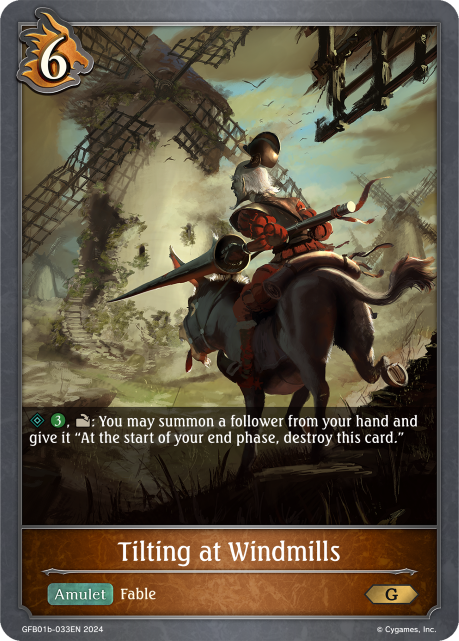 6
3, : You may summon a follower from your hand and
give it “At the start of your end phase, destroy this card.”
Tilting at Windmills
Amulet Fable G
GFB01b-033EN 2024 © Cygames, Inc.